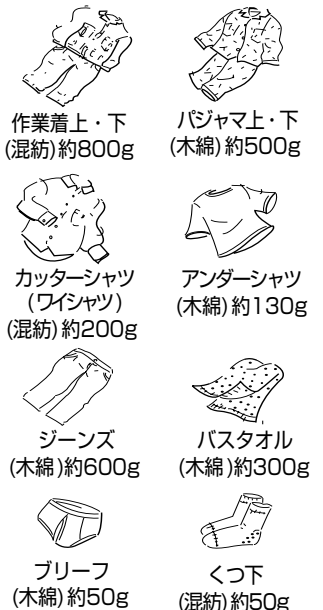 作業着上・下
(混紡)約800g
パジャマ上・下
(木綿)約500g
カッターシャツ
(ワイシャツ)
(混紡)約200g
アンダーシャツ
(木綿)約130g
ジーンズ
(木綿)約600g
バスタオル
(木綿)約300g
ブリーフ
(木綿)約50g
くつ下
(混紡)約50g